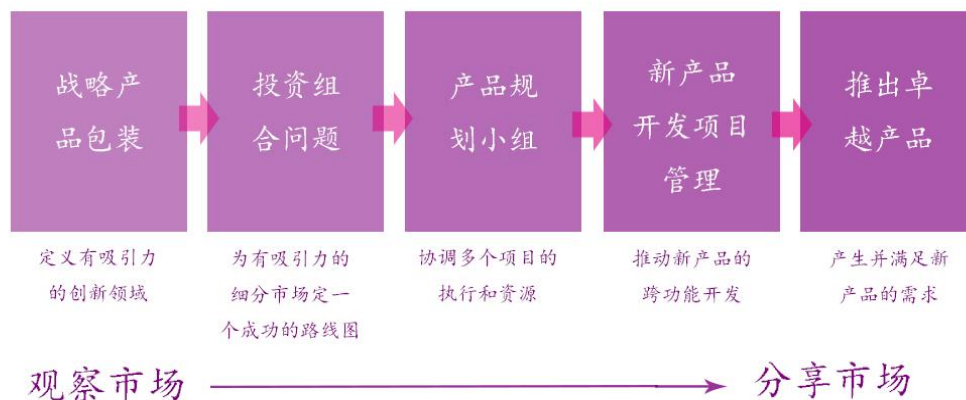 战略产
品包装
投资组
合问题
产品规
划小组
新产品
开发项目
管理
推出卓
越产品
定义有吸引力
的创新领域
为有吸引力的
细分市场定一
个成功的路线图
协调多个项目的
执行和资源
推动新产品的
跨功能开发
产生并满足新
产品的需求
观察市场
分享市场